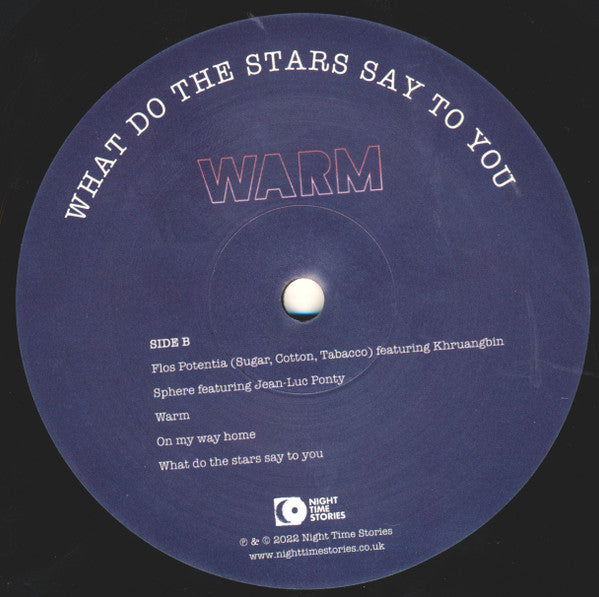 WHAT DO THE STARS SAY TO YOU
WARM
SIDE B
Flos Potentia (Sugar, Cotton, Tabacco) featuring Khruangbin
Sphere featuring Jean-Luc Ponty
Warm
On my way home
What do the stars say to you
NIGHT
TIME
STORIES
℗ & © 2022 Night Time Stories
www.nighttimestories.co.uk